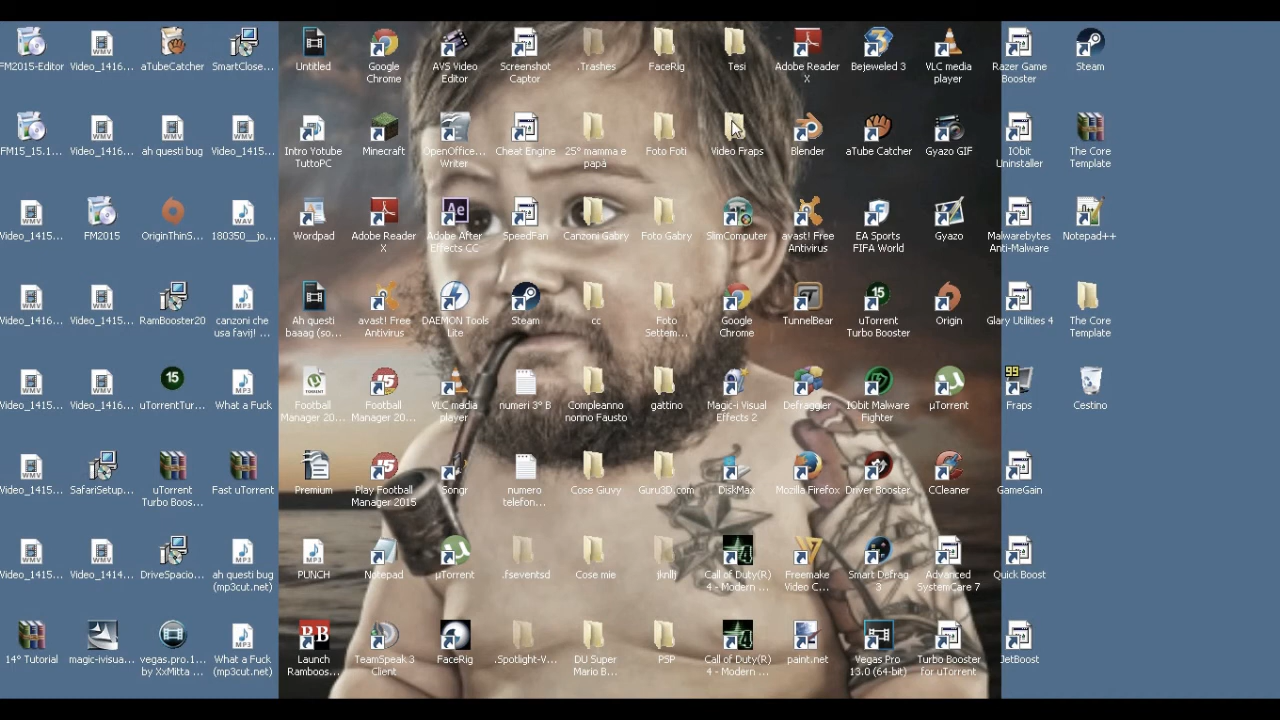 FM2015-Editor
Video_1416...
aTubeCatcher
SmartClose...
Untitled
Google
Chrome
AVS Video
Editor
Screenshot
Captor
.Trashes
FaceRig
Tesi
Adobe Reader
X
Bejeweled 3
VLC media
player
Razer Game
Booster
Steam
FM15_15.1...
Video_1416...
ah questi bug
Video_1415...
Intro Yotube
TuttoPC
Minecraft
OpenOffice...
Writer
Cheat Engine
25° mamma e
papà
Foto Foti
Video Fraps
Blender
aTube Catcher
Gyazo GIF
IObit
Uninstaller
The Core
Template
Video_1415...
FM2015
OriginThinS...
180350__jo...
Wordpad
Adobe Reader
X
Adobe After
Effects CC
SpeedFan
Canzoni Gabry
Foto Gabry
SlimComputer
avast! Free
Antivirus
EA Sports
FIFA World
Gyazo
Malwarebytes
Anti-Malware
Notepad++
Video_1416...
Video_1415...
RamBooster20
canzoni che
usa favij! ...
Ah questi
baaag (so...
avast! Free
Antivirus
DAEMON Tools
Lite
Steam
cc
Foto
Settem...
Google
Chrome
TunnelBear
uTorrent
Turbo Booster
Origin
Glary Utilities 4
The Core
Template
Video_1415...
Video_1416...
uTorrentTur...
What a Fuck
Football
Manager 20...
Football
Manager 20...
VLC media
player
numeri 3° B
Compleanno
nonno Fausto
gattino
Magic-i Visual
Effects 2
Defraggler
IObit Malware
Fighter
µTorrent
Fraps
Cestino
Video_1415...
SafariSetup...
uTorrent
Turbo Boos...
Fast uTorrent
Premium
Play Football
Manager 2015
Songr
numero
telefon...
Cose Giuvy
Guru3D.com
DiskMax
Mozilla Firefox
Driver Booster
CCleaner
GameGain
Video_1415...
Video_1414...
DriveSpacio...
ah questi bug
(mp3cut.net)
PUNCH
Notepad
µTorrent
.fseventsd
Cose mie
jknllj
Call of Duty(R)
4 - Modern ...
Freemake
Video C...
Smart Defrag
3
Advanced
SystemCare 7
Quick Boost
14° Tutorial
magic-ivisua...
vegas.pro.1...
by XxMitta ...
What a Fuck
(mp3cut.net)
Launch
Ramboos...
TeamSpeak 3
Client
FaceRig
.Spotlight-V...
DU Super
Mario B...
PSP
Call of Duty(R)
4 - Modern ...
paint.net
Vegas Pro
13.0 (64-bit)
Turbo Booster
for uTorrent
JetBoost